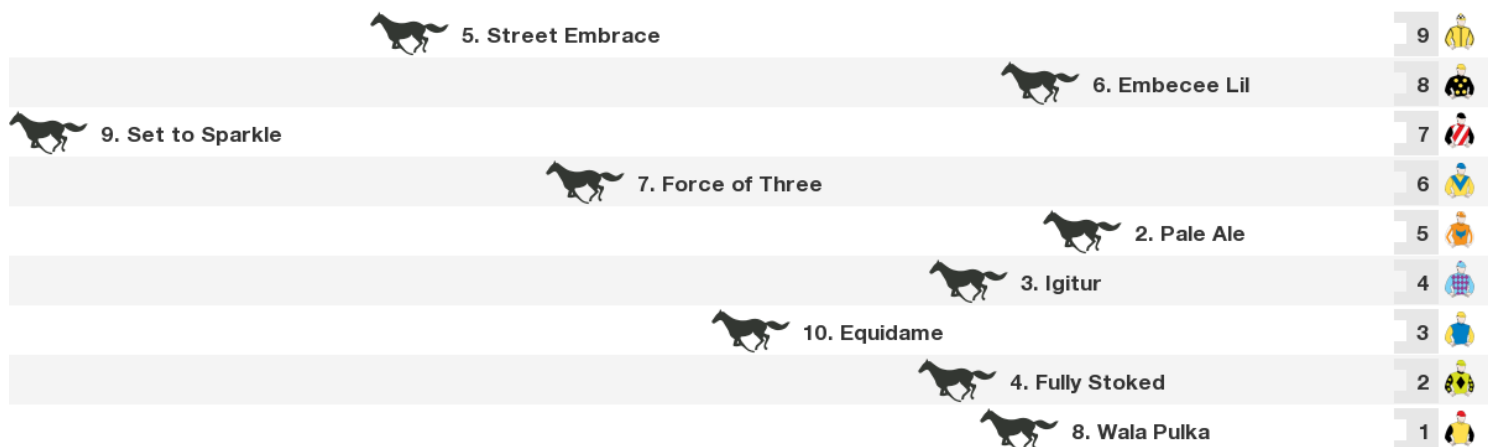 5. Street Embrace 9
6. Embecee Lil 8
9. Set to Sparkle 7
7. Force of Three 6
2. Pale Ale 5
3. Igitur 4
10. Equidame 3
4. Fully Stoked 2
8. Wala Pulka 1